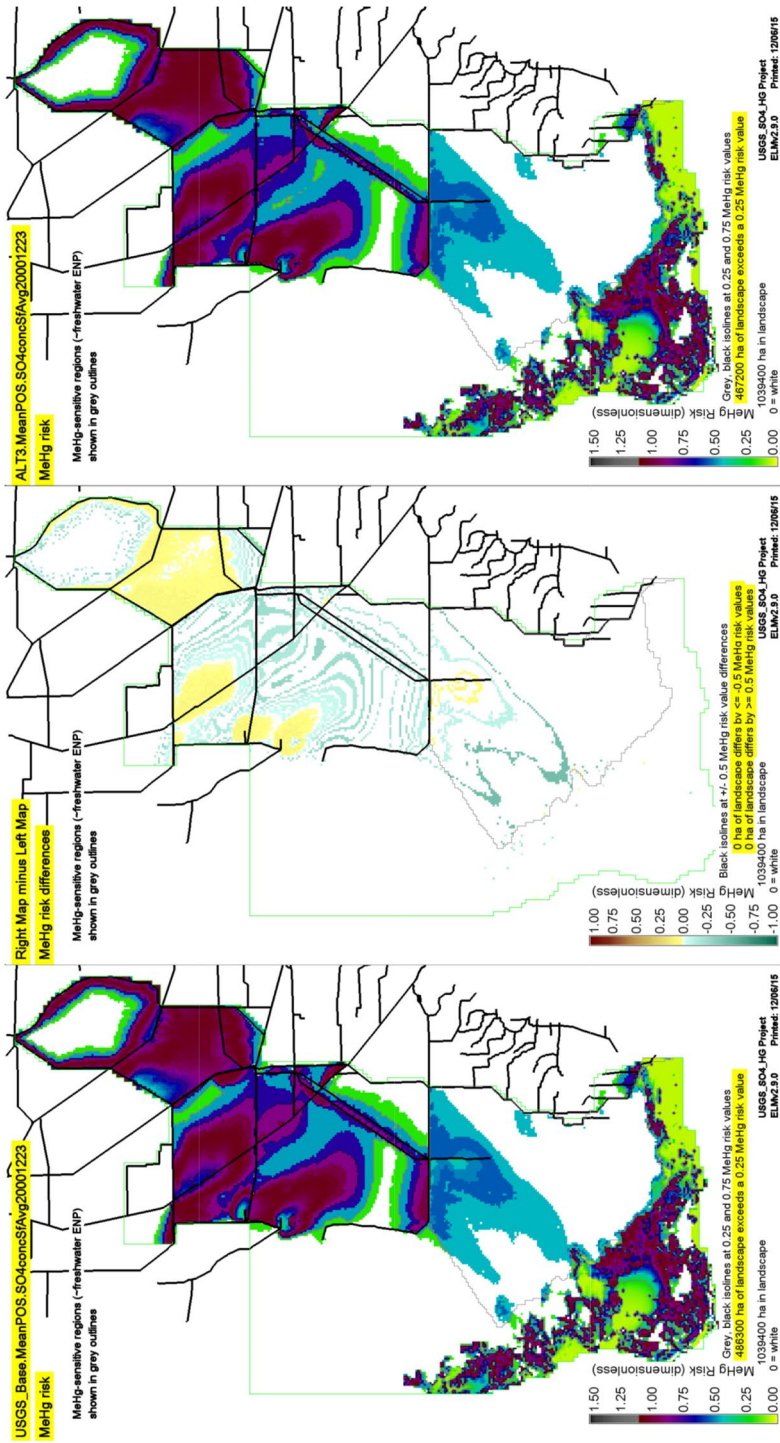 USGS_Base.MeanPOS.SO4concSfAvg20001223
MeHg risk
MeHg-sensitive regions (~freshwater ENP)
shown in grey outlines
MeHg Risk (dimensionless)
1.50
1.25
1.00
0.75
0.50
0.25
0.00
Grey, black isolines at 0.25 and 0.75 MeHg risk values
486300 ha of landscape exceeds a 0.25 MeHg risk value
1039400 ha in landscape
0 = white
USGS_SO4_HG Project
ELMv2.9.0
Printed: 12/06/15
Right Map minus Left Map
MeHg risk differences
MeHg-sensitive regions (~freshwater ENP)
shown in grey outlines
MeHg Risk (dimensionless)
1.00
0.75
0.50
0.25
0.00
-0.25
-0.50
-0.75
-1.00
Black isolines at +/- 0.5 MeHg risk value differences
0 ha of landscape differs by <= -0.5 MeHg risk values
0 ha of landscape differs by >= 0.5 MeHg risk values
1039400 ha in landscape
0 = white
USGS_SO4_HG Project
ELMv2.9.0
Printed: 12/06/15
ALT3.MeanPOS.SO4concSfAvg20001223
MeHg risk
MeHg-sensitive regions (~freshwater ENP)
shown in grey outlines
MeHg Risk (dimensionless)
1.50
1.25
1.00
0.75
0.50
0.25
0.00
Grey, black isolines at 0.25 and 0.75 MeHg risk values
467200 ha of landscape exceeds a 0.25 MeHg risk value
1039400 ha in landscape
0 = white
USGS_SO4_HG Project
ELMv2.9.0
Printed: 12/06/15